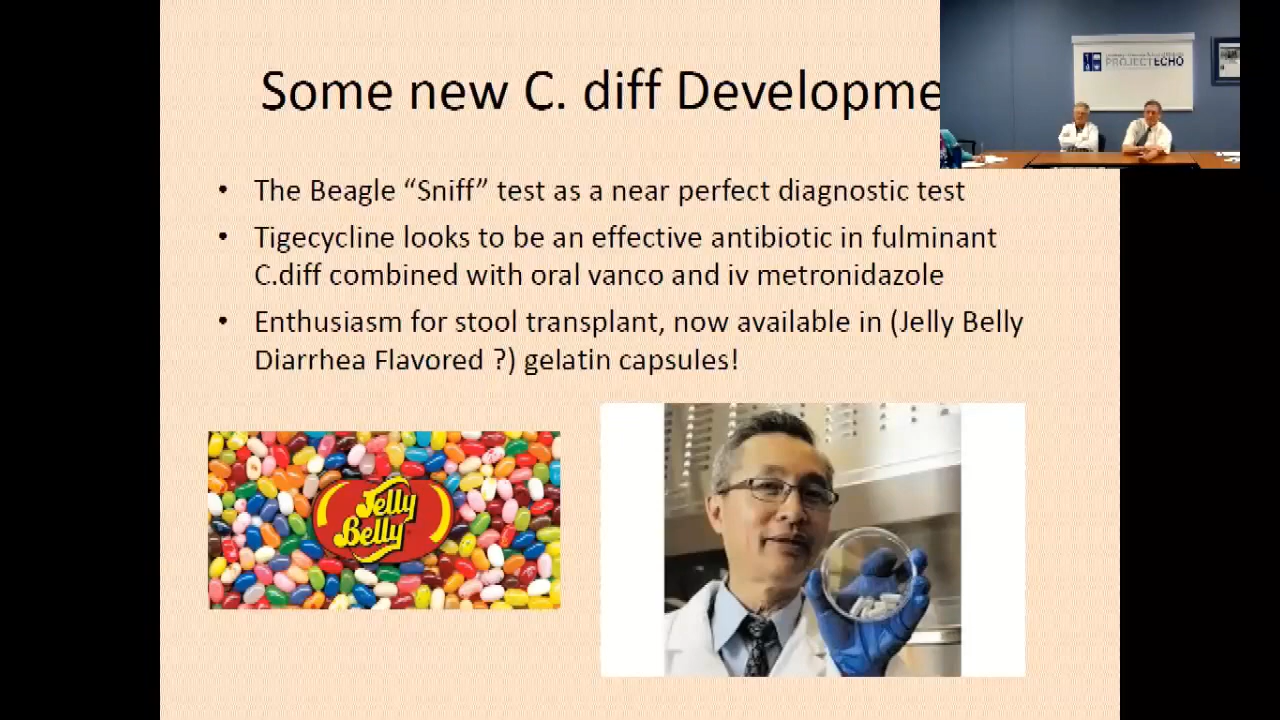 Some new C. diff Developme
PROJECT ECHO
• The Beagle “Sniff” test as a near perfect diagnostic test
• Tigecycline looks to be an effective antibiotic in fulminant
C.diff combined with oral vanco and iv metronidazole
• Enthusiasm for stool transplant, now available in (Jelly Belly
Diarrhea Flavored ?) gelatin capsules!
Jelly
Belly